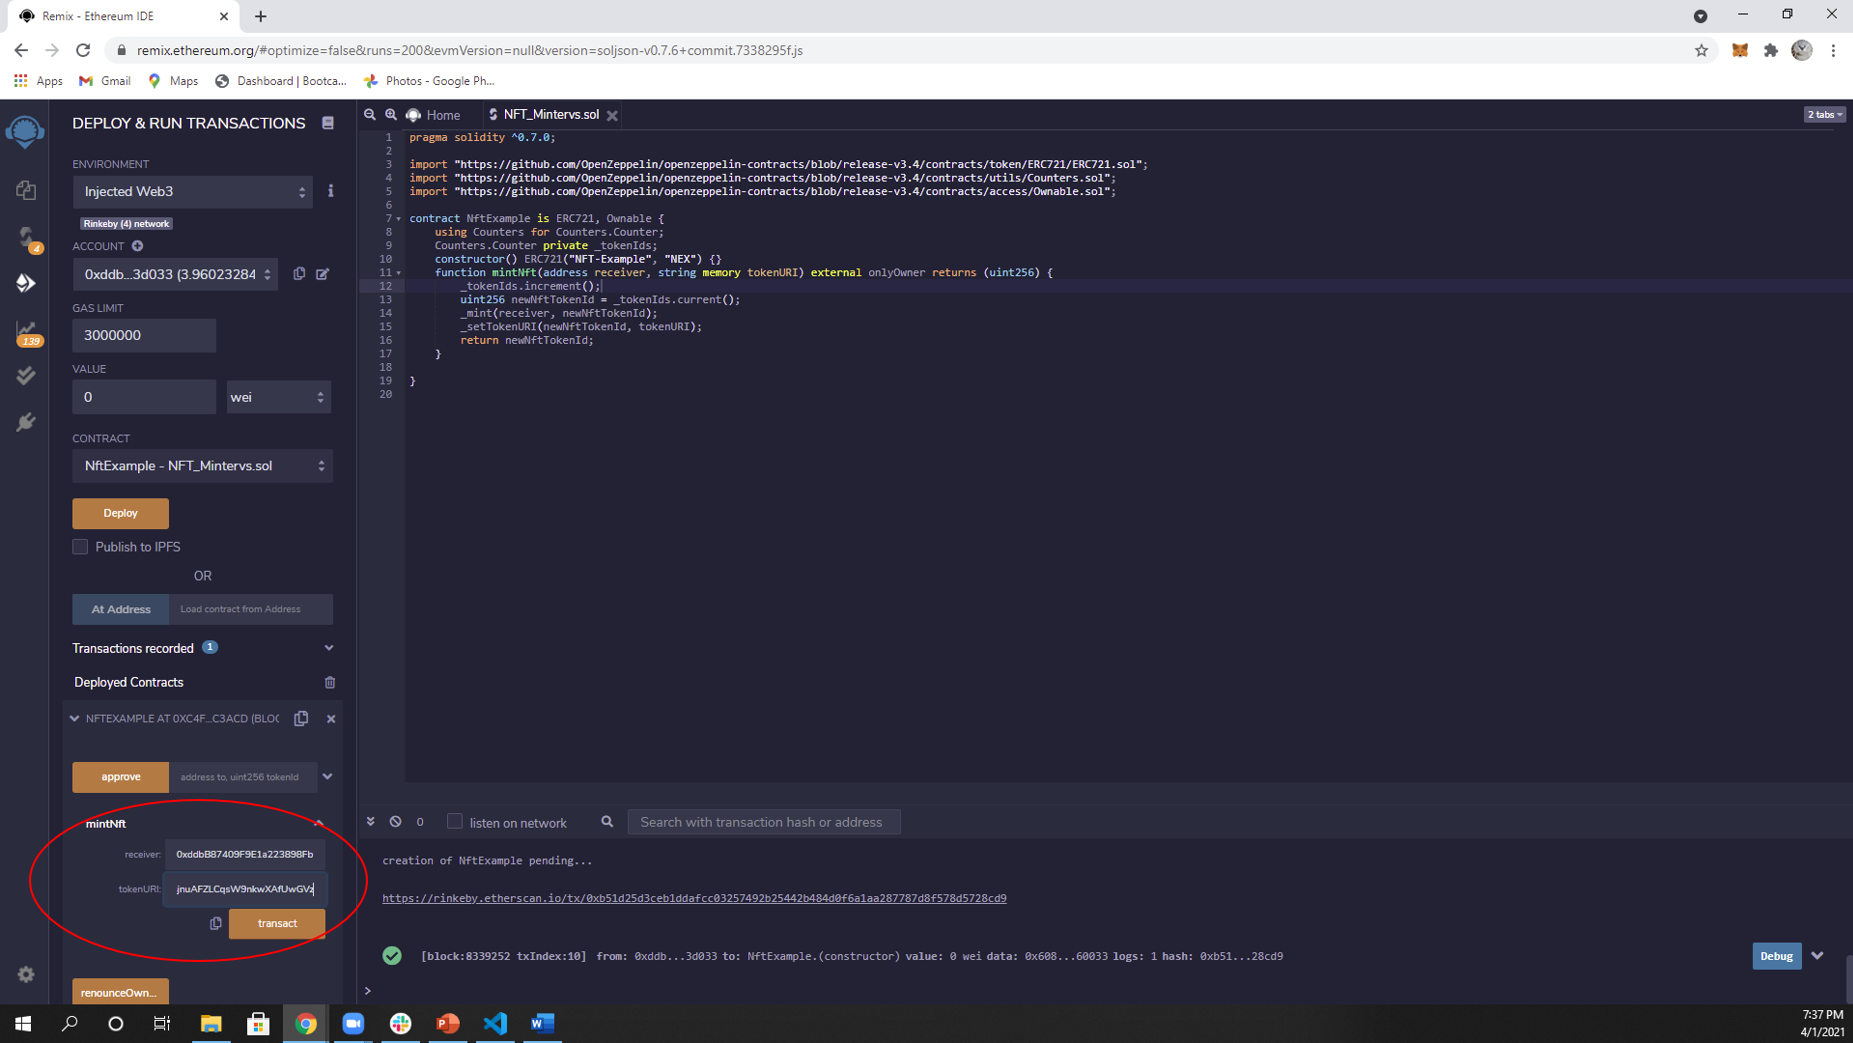 Remix - Ethereum IDE
remix.ethereum.org/#optimize=false&runs=200&evmVersion=null&version=soljson-v0.7.6+commit.7338295f.js
Apps
Gmail
Maps
Dashboard | Bootca...
Photos - Google Ph...
DEPLOY & RUN TRANSACTIONS
ENVIRONMENT
Injected Web3
Rinkeby (4) network
ACCOUNT
0xddb...3d033 (3.96023284
GAS LIMIT
3000000
VALUE
0
wei
CONTRACT
NftExample - NFT_Mintervs.sol
Deploy
Publish to IPFS
OR
At Address
Load contract from Address
Transactions recorded 1
Deployed Contracts
NFTEXAMPLE AT 0XC4F...C3ACD (BLOC
approve
address to, uint256 tokenId
mintNft
receiver: 0xddbB87409F9E1a223B98Fb
tokenURI: jnuAFZLCqsW9nkwXAfUwGVz
transact
renounceOwn...
4
139
Home
NFT_Mintervs.sol
2 tabs
1 pragma solidity ^0.7.0;
2
3 import "https://github.com/OpenZeppelin/openzeppelin-contracts/blob/release-v3.4/contracts/token/ERC721/ERC721.sol";
4 import "https://github.com/OpenZeppelin/openzeppelin-contracts/blob/release-v3.4/contracts/utils/Counters.sol";
5 import "https://github.com/OpenZeppelin/openzeppelin-contracts/blob/release-v3.4/contracts/access/Ownable.sol";
6
7 contract NftExample is ERC721, Ownable {
8 using Counters for Counters.Counter;
9 Counters.Counter private _tokenIds;
10 constructor() ERC721("NFT-Example", "NEX") {}
11 function mintNft(address receiver, string memory tokenURI) external onlyOwner returns (uint256) {
12 _tokenIds.increment();
13 uint256 newNftTokenId = _tokenIds.current();
14 _mint(receiver, newNftTokenId);
15 _setTokenURI(newNftTokenId, tokenURI);
16 return newNftTokenId;
17 }
18
19 }
20
0
listen on network
Search with transaction hash or address
creation of NftExample pending...
https://rinkeby.etherscan.io/tx/0xb51d25d3ceb1ddafcc03257492b25442b484d0f6a1aa287787d8f578d5728cd9
[block:8339252 txIndex:10] from: 0xddb...3d033 to: NftExample.(constructor) value: 0 wei data: 0x608...60033 logs: 1 hash: 0xb51...28cd9
Debug
>
7:37 PM
4/1/2021